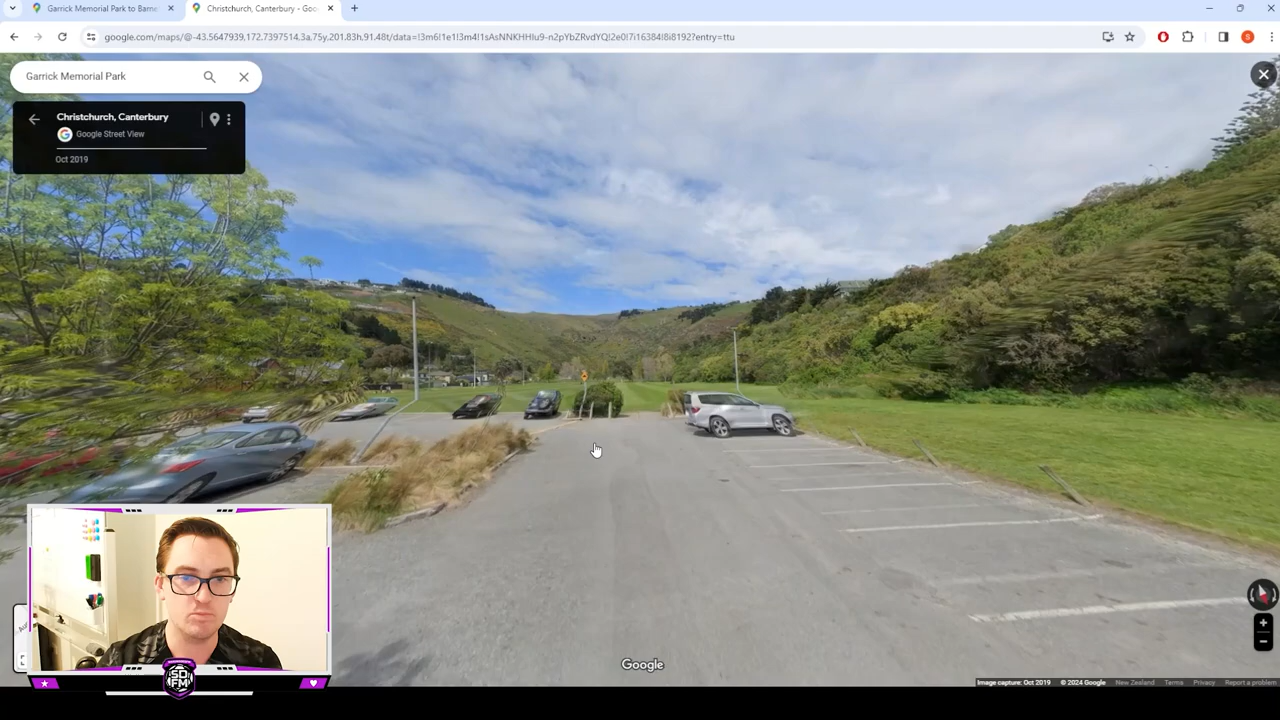 Garrick Memorial Park to Barne
Christchurch, Canterbury - Goo
google.com/maps/@-43.5647939,172.7397514,3a,75y,201.83h,91.48t/data=!3m6!1e1!3m4!1sAsNNKHHIu9-n2pYbZRvdYQ!2e0!7i16384!8i8192?entry=ttu
S
Garrick Memorial Park
Christchurch, Canterbury
Google Street View
Oct 2019
SDFM
Google
Image capture: Oct 2019 © 2024 Google New Zealand Terms Privacy Report a problem